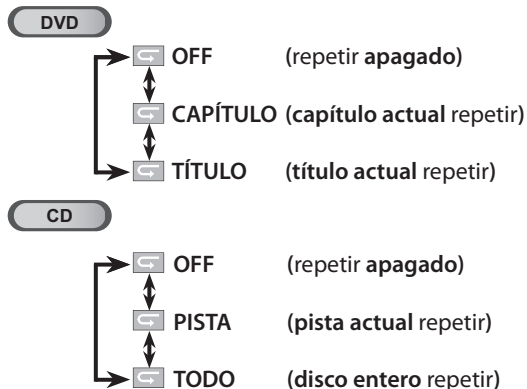 DVD
OFF (repetir apagado)
CAPÍTULO (capítulo actual repetir)
TÍTULO (título actual repetir)
CD
OFF (repetir apagado)
PISTA (pista actual repetir)
TODO (disco entero repetir)